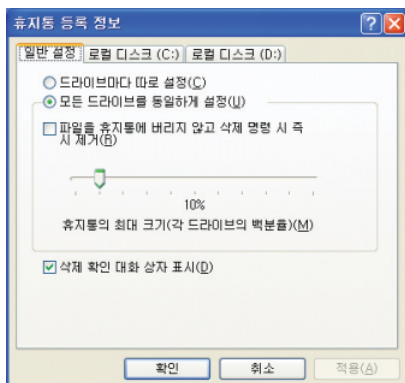 휴지통 등록 정보
일반 설정 로컬 디스크 (C:) 로컬 디스크 (D:)
드라이브마다 따로 설정(C)
모든 드라이브를 동일하게 설정(U)
파일을 휴지통에 버리지 않고 삭제 명령 시 즉
시 제거(R)
10%
휴지통의 최대 크기(각 드라이브의 백분율)(M)
삭제 확인 대화 상자 표시(D)
확인 취소 적용(A)